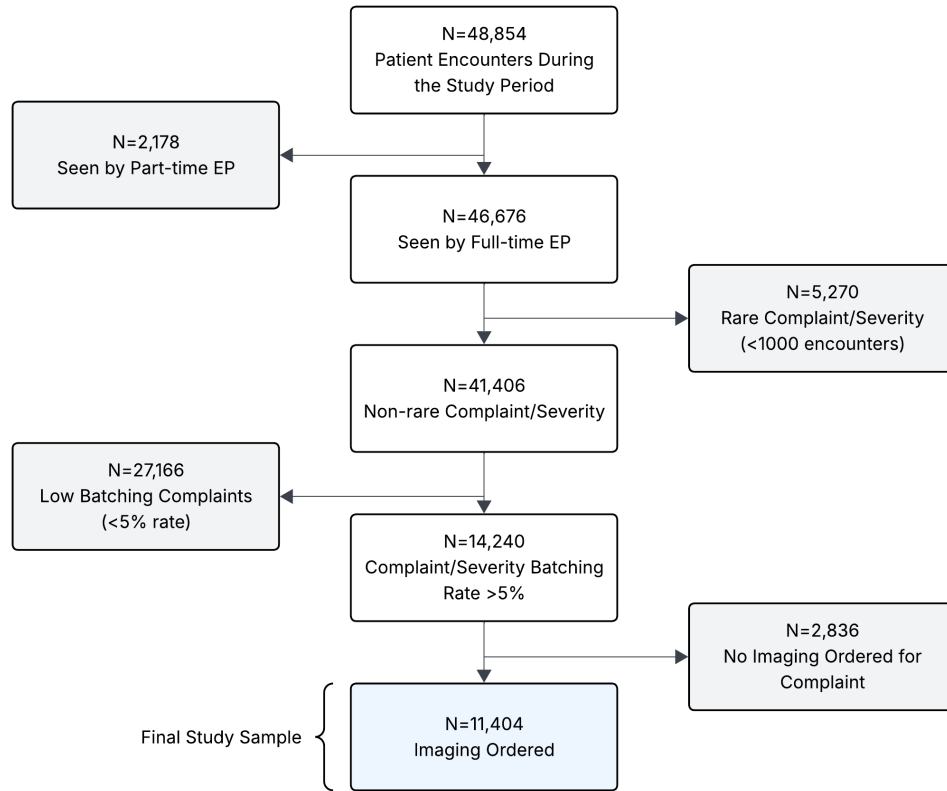 N=48,854
Patient Encounters During
the Study Period
N=2,178
Seen by Part-time EP
N=46,676
Seen by Full-time EP
N=5,270
Rare Complaint/Severity
(<1000 encounters)
N=41,406
Non-rare Complaint/Severity
N=27,166
Low Batching Complaints
(<5% rate)
N=14,240
Complaint/Severity Batching
Rate >5%
N=2,836
No Imaging Ordered for
Complaint
N=11,404
Imaging Ordered
Final Study Sample